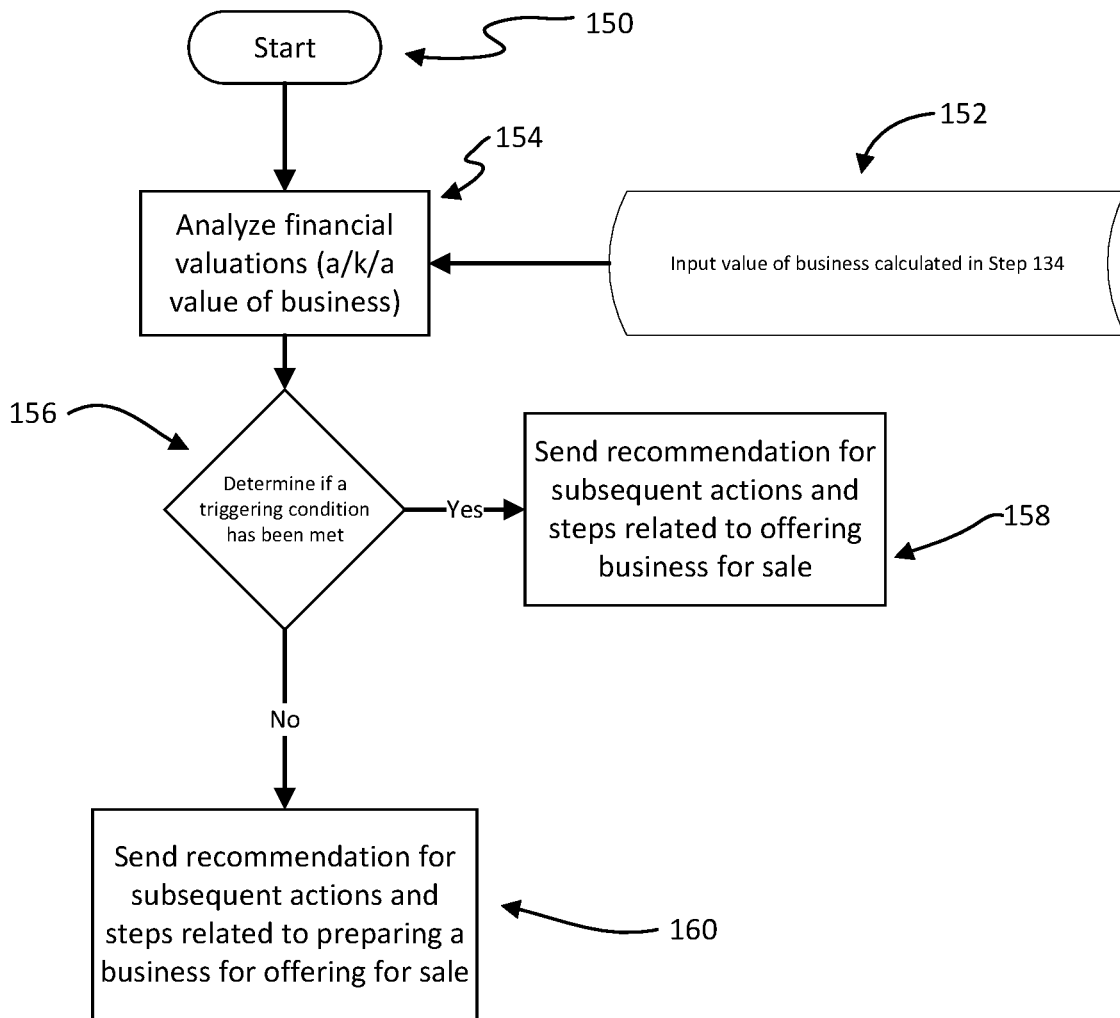 Start
150
152
154
Analyze financial
valuations (a/k/a
value of business)
Input value of business calculated in Step 134
156
Determine if a
triggering condition
has been met
Yes
Send recommendation for
subsequent actions and
steps related to offering
business for sale
158
No
Send recommendation for
subsequent actions and
steps related to preparing a
business for offering for sale
160